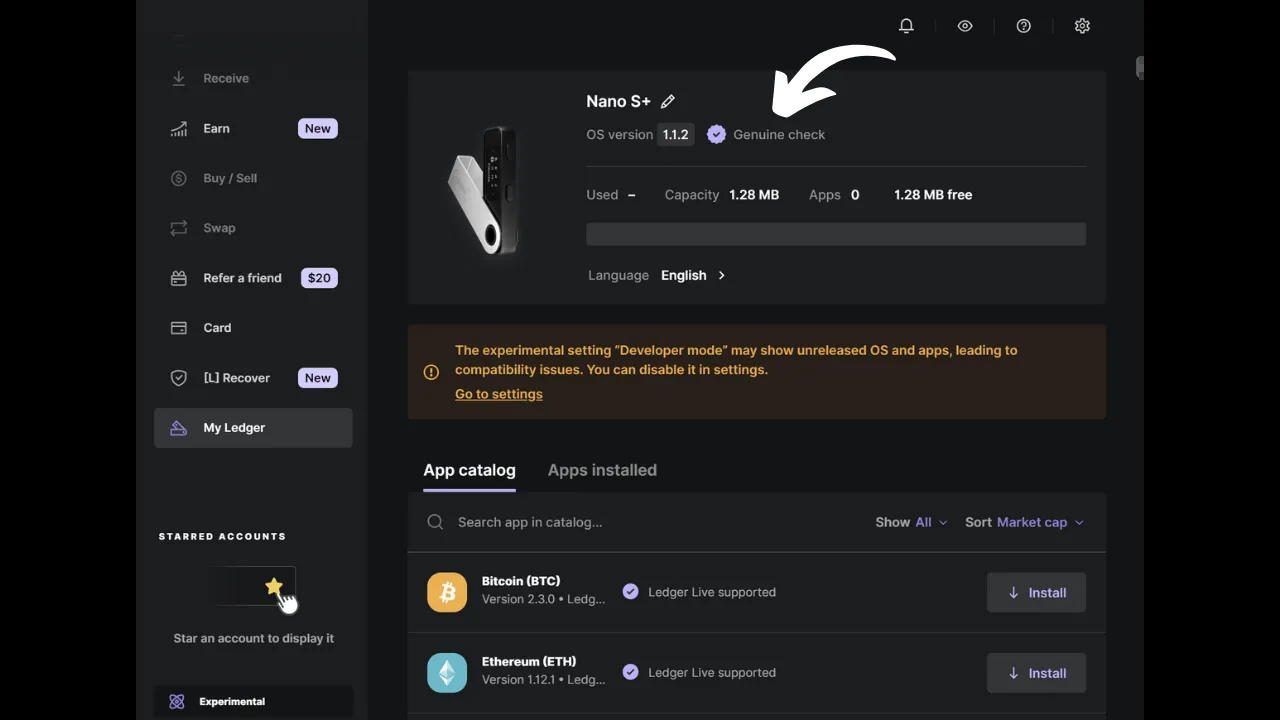 Receive
Earn New
Buy / Sell
Swap
Refer a friend $20
Card
[L] Recover New
My Ledger
STARRED ACCOUNTS
Star an account to display it
Experimental
Nano S+
OS version 1.1.2 Genuine check
Used – Capacity 1.28 MB Apps 0 1.28 MB free
Language English
The experimental setting “Developer mode” may show unreleased OS and apps, leading to
compatibility issues. You can disable it in settings.
Go to settings
App catalog Apps installed
Search app in catalog... Show All Sort Market cap
Bitcoin (BTC)
Version 2.3.0 • Ledg... Ledger Live supported Install
Ethereum (ETH)
Version 1.12.1 • Ledg... Ledger Live supported Install